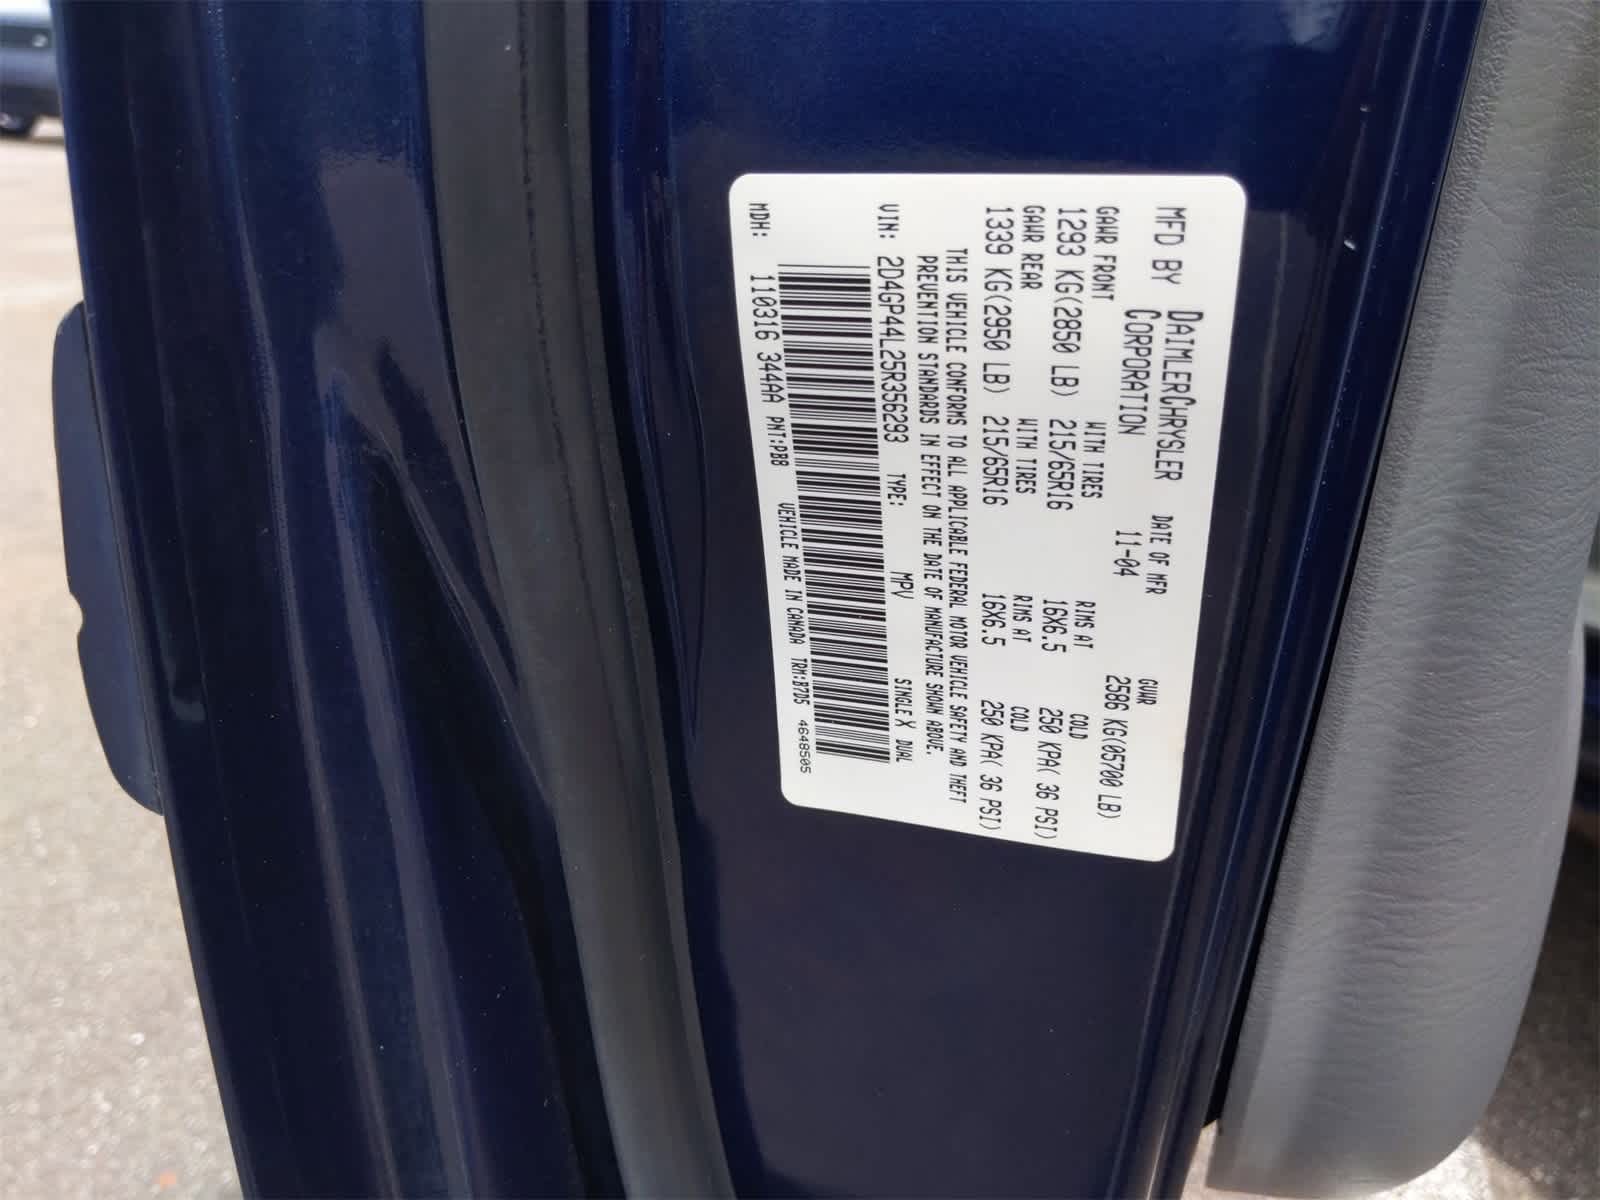 MFD BY DAIMLERCHRYSLER CORPORATION
DATE OF MFR
11-04
GVWR
2586 KG(05700 LB)
GAWR FRONT WITH TIRES RIMS AT COLD
1293 KG(2850 LB) 215/65R16 16X6.5 250 KPA( 36 PSI)
GAWR REAR WITH TIRES RIMS AT COLD
1339 KG(2950 LB) 215/65R16 16X6.5 250 KPA( 36 PSI)
THIS VEHICLE CONFORMS TO ALL APPLICABLE FEDERAL MOTOR VEHICLE SAFETY AND THEFT
PREVENTION STANDARDS IN EFFECT ON THE DATE OF MANUFACTURE SHOWN ABOVE.
VIN: 2D4GP44L25R356293 TYPE: MPV SINGLE X DUAL
MDH: 110316 344AA PNT:PB8 VEHICLE MADE IN CANADA TRM:B7D5 4648505